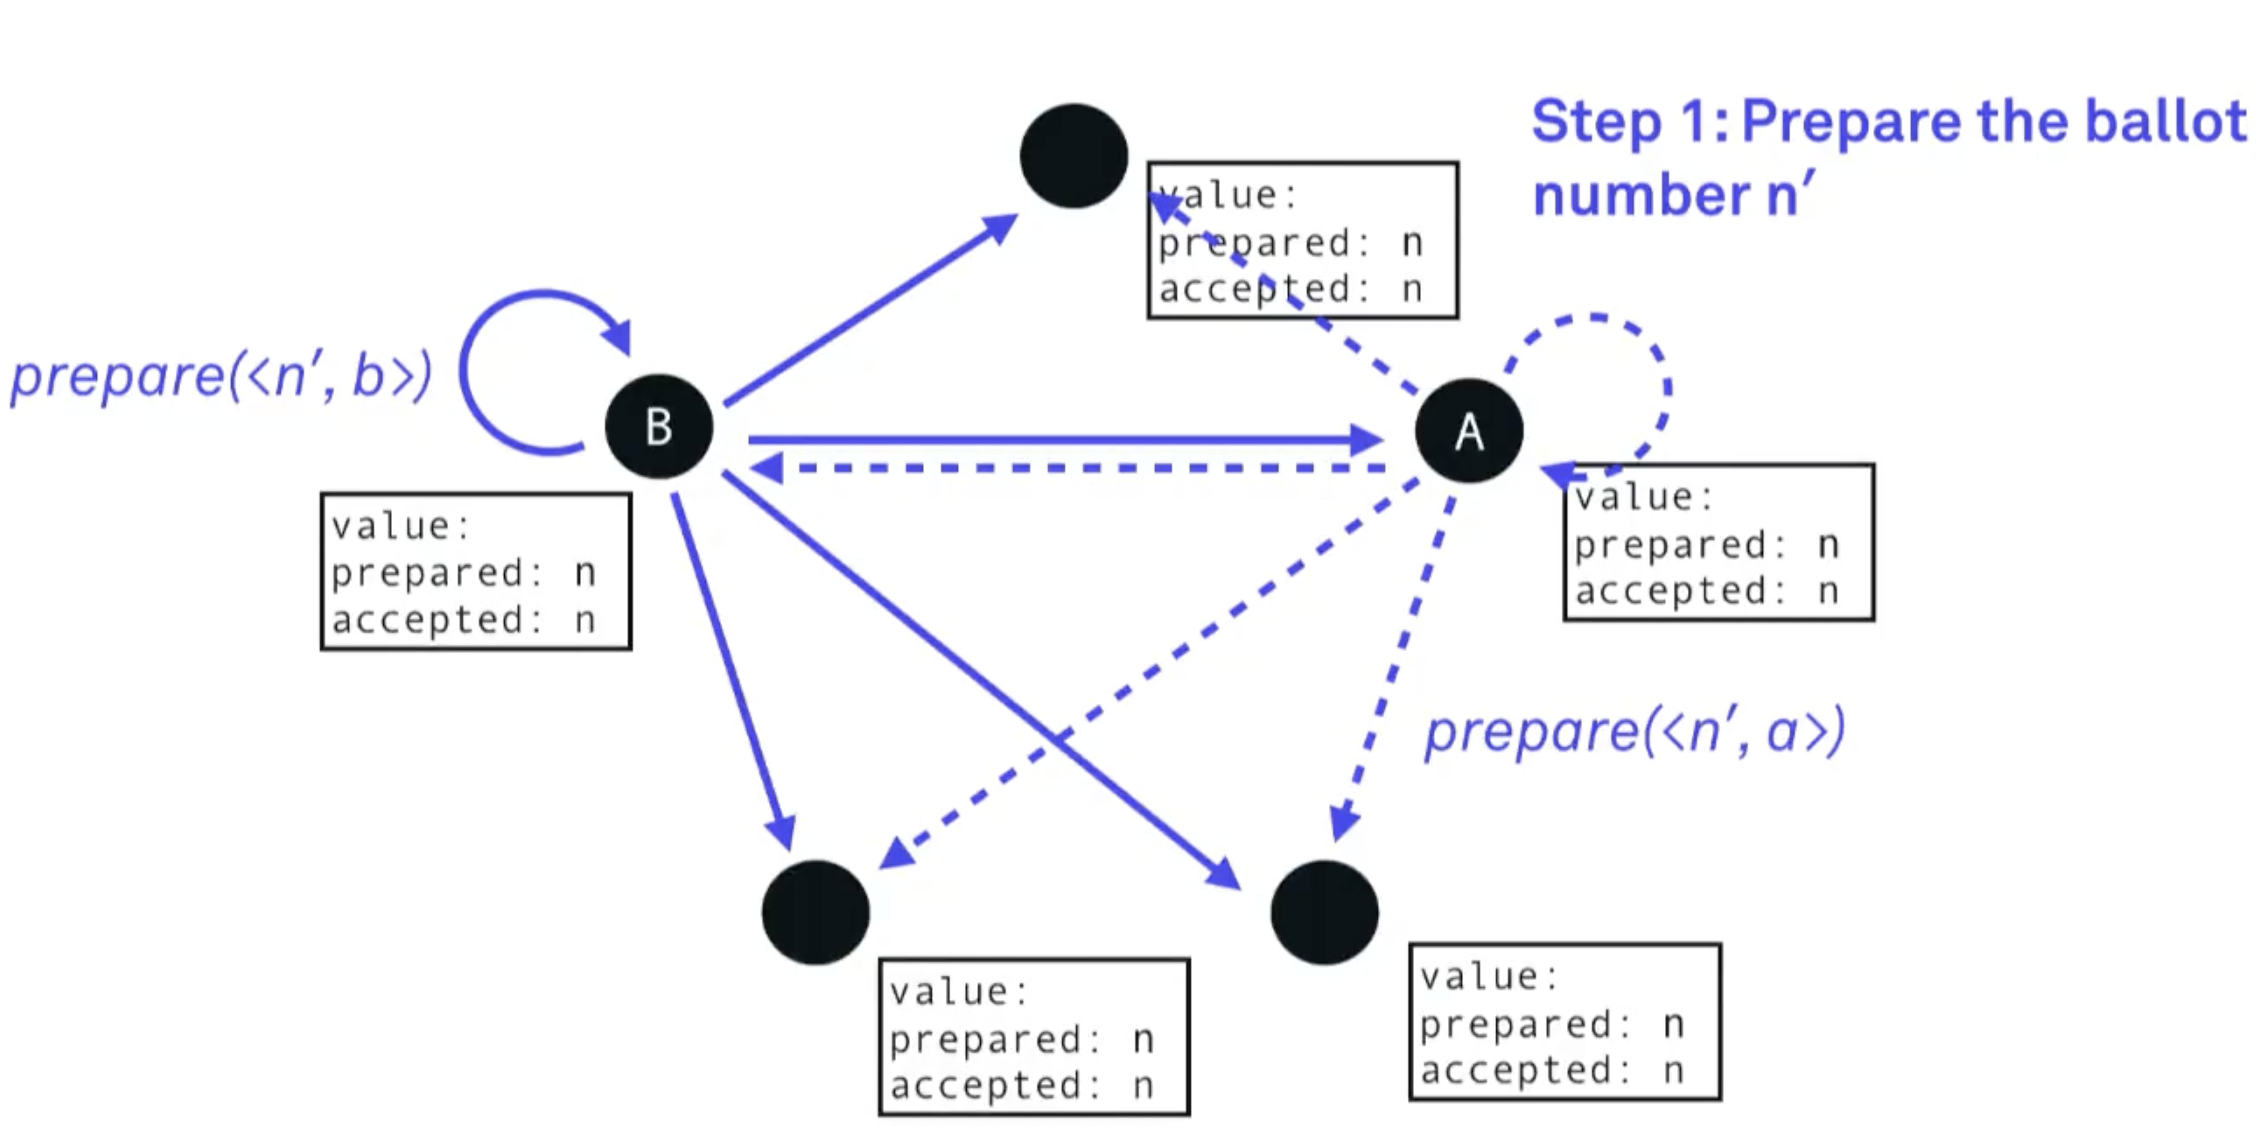 Step 1: Prepare the ballot
number n′
value:
prepared: n
accepted: n
prepare(<n′, b>)
B
A
value:
prepared: n
accepted: n
value:
prepared: n
accepted: n
prepare(<n′, a>)
value:
prepared: n
accepted: n
value:
prepared: n
accepted: n